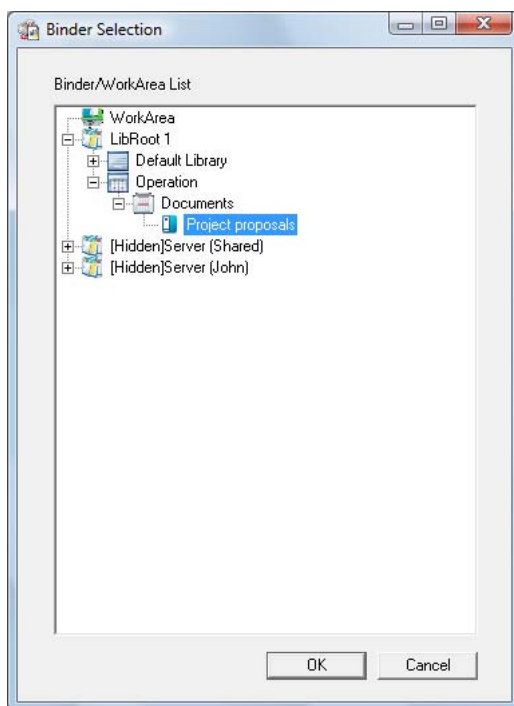 Binder Selection
Binder/WorkArea List
WorkArea
LibRoot 1
Default Library
Operation
Documents
Project proposals
[Hidden]Server (Shared)
[Hidden]Server (John)
OK Cancel